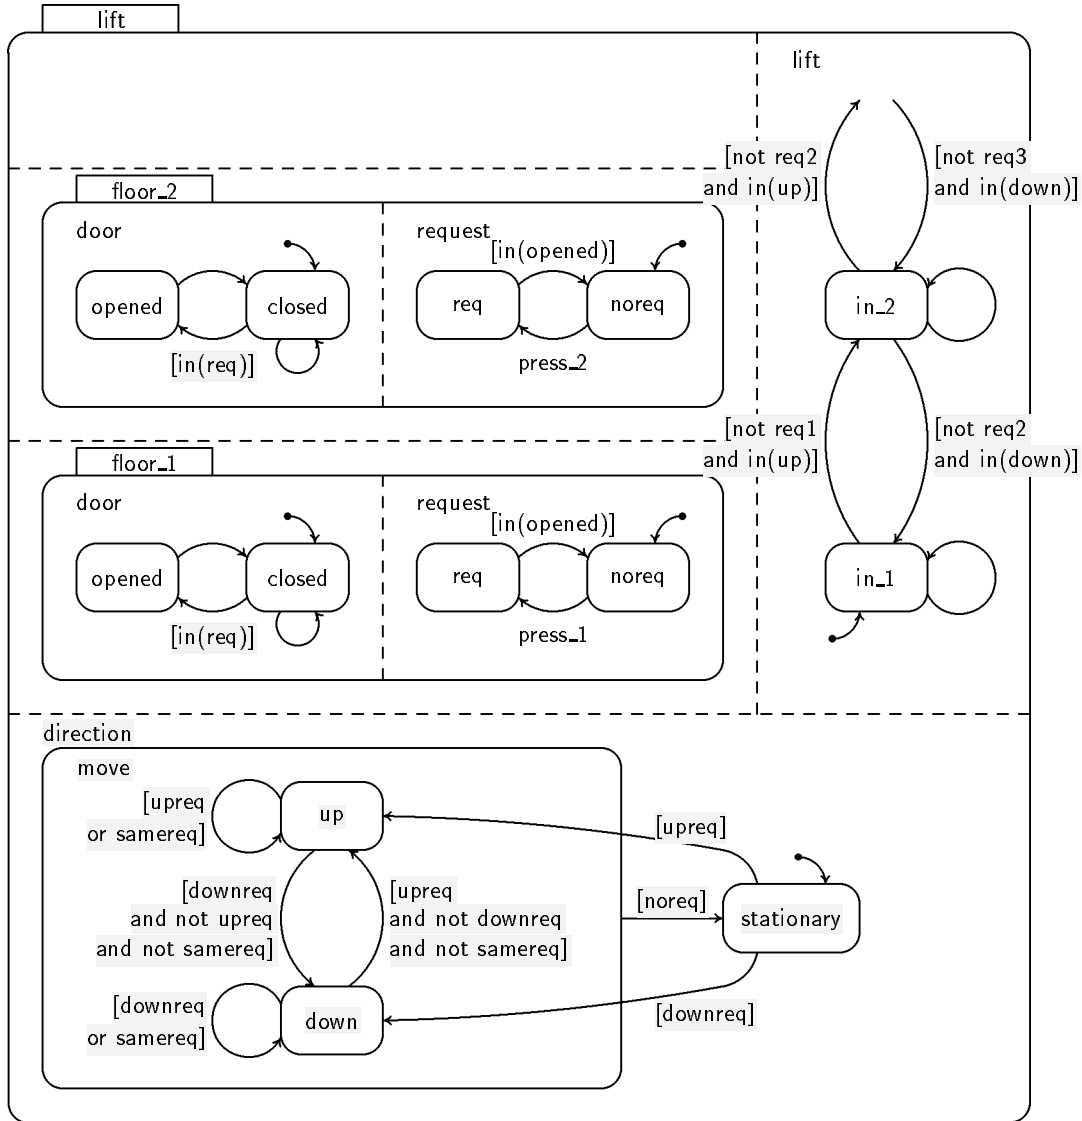 lift
lift
[not req2
and in(up)]
[not req3
and in(down)]
floor_2
door
request
[in(opened)]
opened
closed
req
noreq
in_2
[in(req)]
press_2
[not req1
and in(up)]
[not req2
and in(down)]
floor_1
door
request
[in(opened)]
opened
closed
req
noreq
in_1
[in(req)]
press_1
direction
move
[upreq
or samereq]
up
[upreq]
[downreq
and not upreq
and not samereq]
[upreq
and not downreq
and not samereq]
[noreq]
stationary
[downreq
or samereq]
down
[downreq]